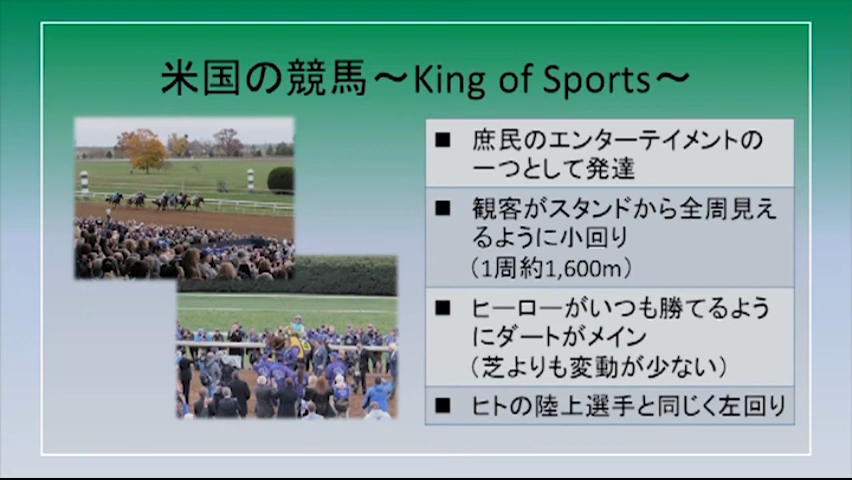 米国の競馬～King of Sports～
■ 庶民のエンターテイメントの
一つとして発達
■ 観客がスタンドから全周見え
るように小回り
（1周約1,600m）
■ ヒーローがいつも勝てるよう
にダートがメイン
（芝よりも変動が少ない）
■ ヒトの陸上選手と同じく左回り